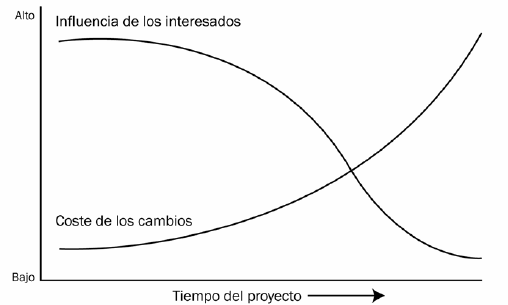 Alto
Influencia de los interesados
Coste de los cambios
Bajo
Tiempo del proyecto